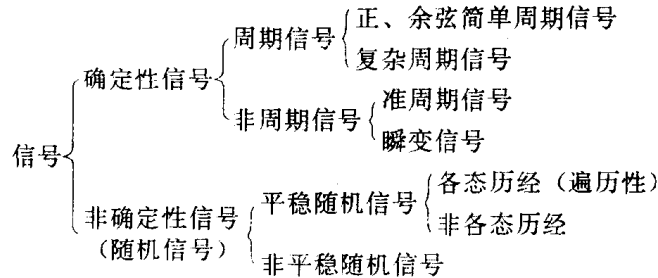 正、余弦简单周期信号
周期信号
复杂周期信号
确定性信号
准周期信号
非周期信号
瞬变信号
信号
各态历经（遍历性）
平稳随机信号
非确定性信号
非各态历经
（随机信号）
非平稳随机信号